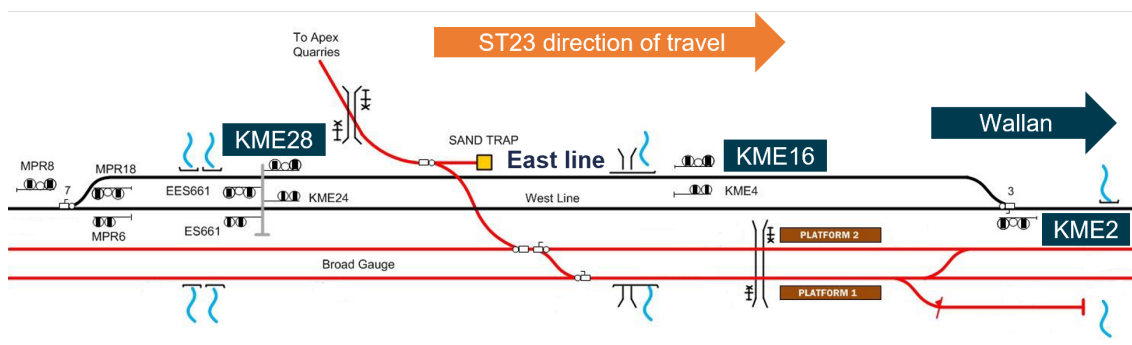 ST23 direction of travel
To Apex
Quarries
Wallan
KME28
SAND TRAP
East line
KME16
MPR8
MPR18
7
EES661
KME24
West Line
KME4
3
MPR6
ES661
KME2
PLATFORM 2
Broad Gauge
PLATFORM 1